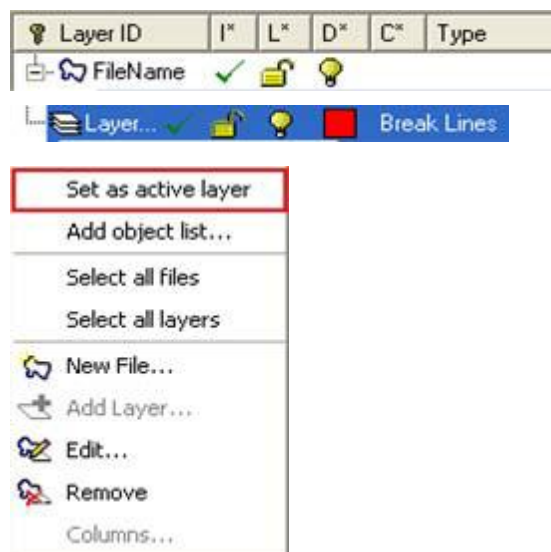 Layer ID I* L* D* C* Type
FileName
Layer... Break Lines
Set as active layer
Add object list...
Select all files
Select all layers
New File...
Add Layer...
Edit...
Remove
Columns...